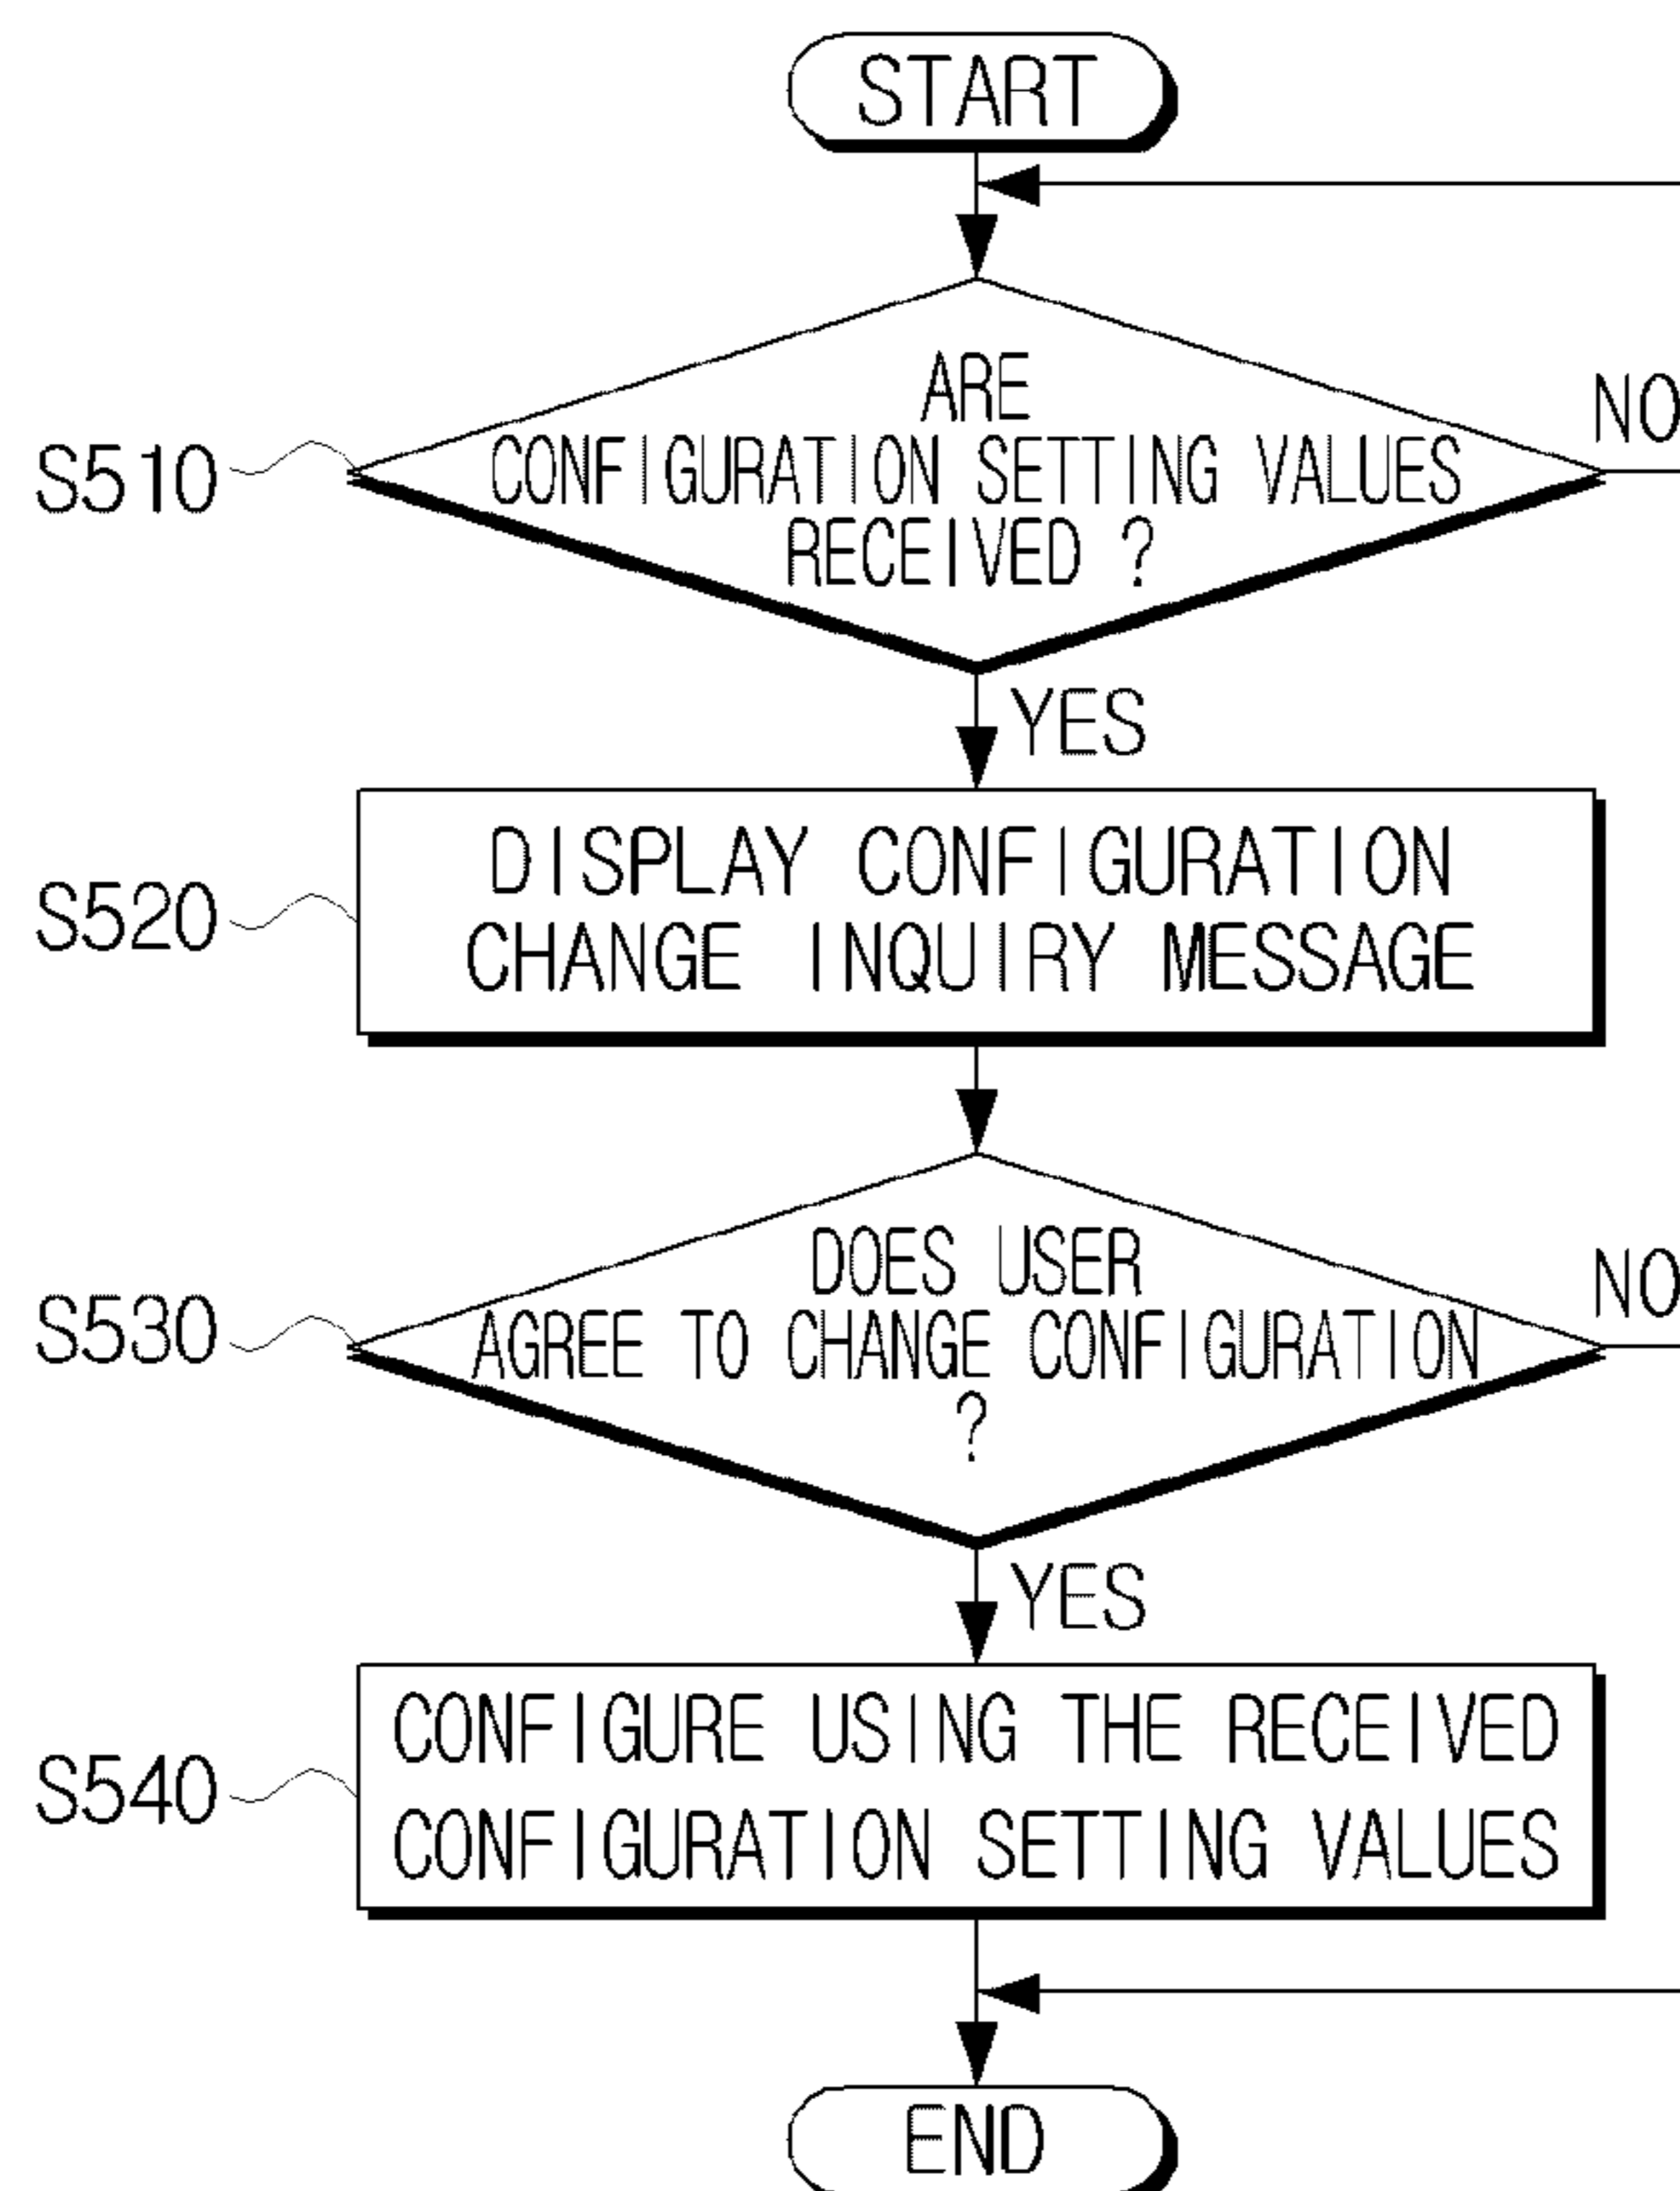 START
ARE
CONFIGURATION SETTING VALUES
RECEIVED ?
NO
S510
YES
DISPLAY CONFIGURATION
CHANGE INQUIRY MESSAGE
S520
DOES USER
AGREE TO CHANGE CONFIGURATION
?
NO
S530
YES
CONFIGURE USING THE RECEIVED
CONFIGURATION SETTING VALUES
S540
END